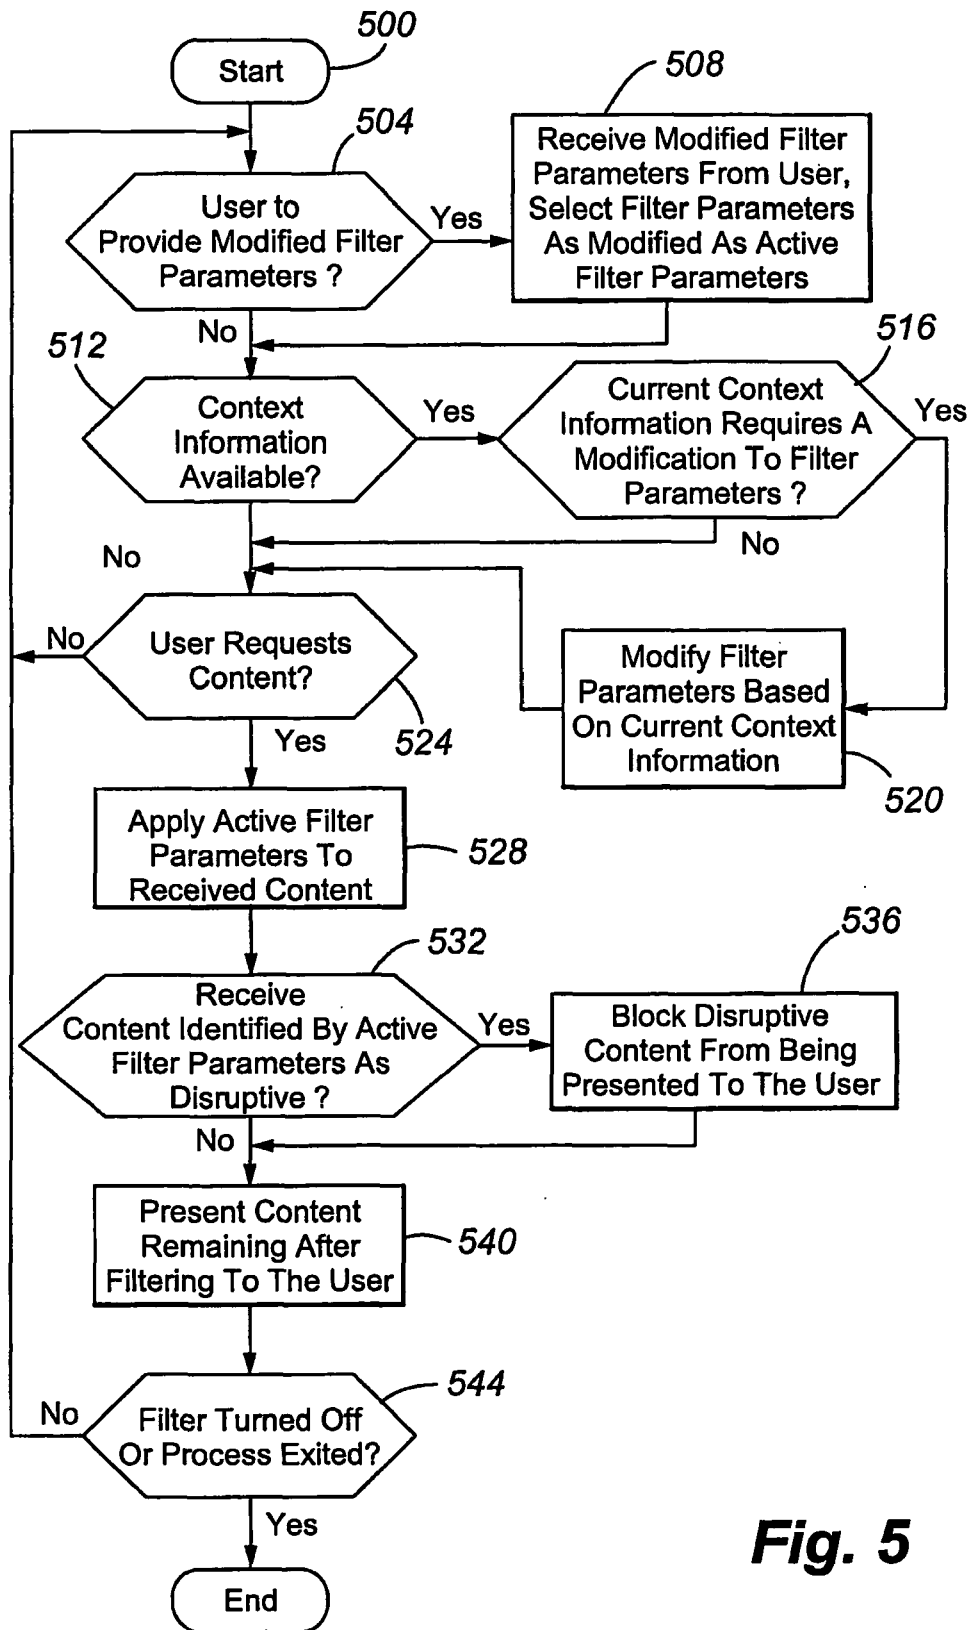 500
Start
504
User to
Provide Modified Filter
Parameters ?
Yes
508
Receive Modified Filter
Parameters From User,
Select Filter Parameters
As Modified As Active
Filter Parameters
No
512
Context
Information
Available?
Yes
516
Current Context
Information Requires A
Modification To Filter
Parameters ?
Yes
No
No
User Requests
Content?
No
524
Yes
Modify Filter
Parameters Based
On Current Context
Information
520
Apply Active Filter
Parameters To
Received Content
528
532
Receive
Content Identified By Active
Filter Parameters As
Disruptive ?
Yes
536
Block Disruptive
Content From Being
Presented To The User
No
Present Content
Remaining After
Filtering To The User
540
544
Filter Turned Off
Or Process Exited?
No
Yes
End
Fig. 5